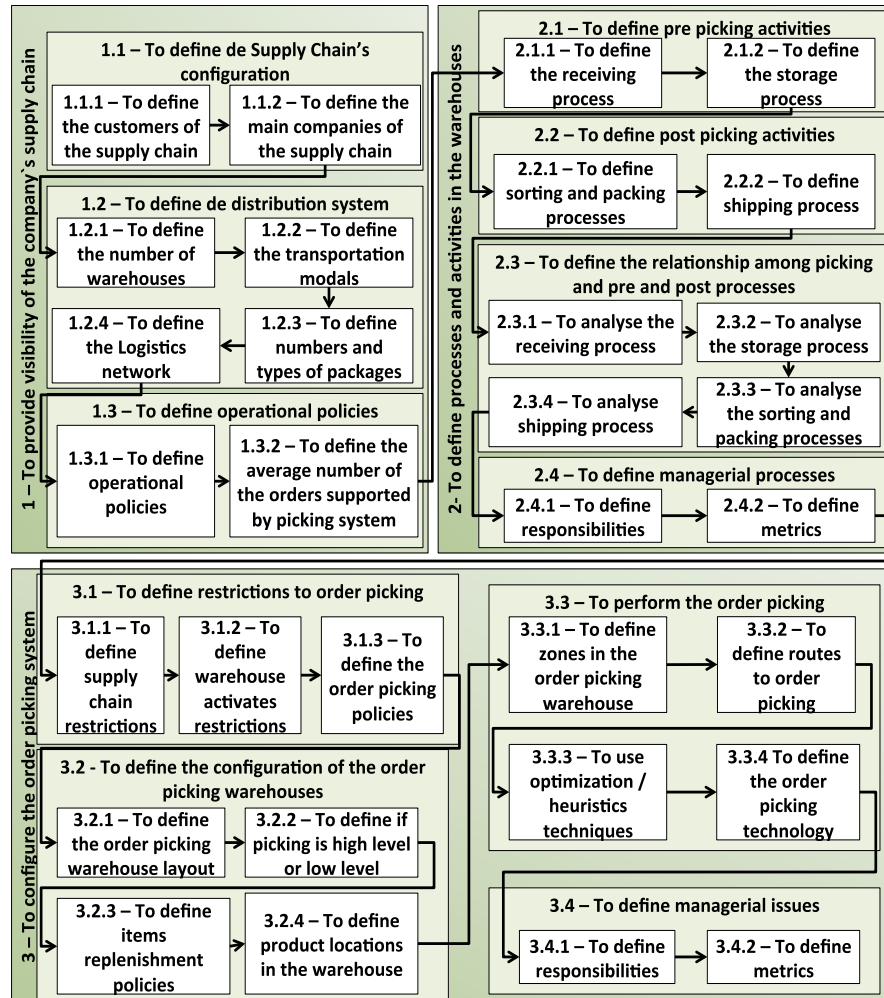 1 – To provide visibility of the company`s supply chain
1.1 – To define de Supply Chain's
configuration
1.1.1 – To define
the customers of
the supply chain
1.1.2 – To define the
main companies of
the supply chain
1.2 – To define de distribution system
1.2.1 – To define
the number of
warehouses
1.2.2 – To define
the transportation
modals
1.2.4 – To define
the Logistics
network
1.2.3 – To define
numbers and
types of packages
1.3 – To define operational policies
1.3.1 – To define
operational
policies
1.3.2 – To define the
average number of
the orders supported
by picking system
2- To define processes and activities in the warehouses
2.1 – To define pre picking activities
2.1.1 – To define
the receiving
process
2.1.2 – To define
the storage
process
2.2 – To define post picking activities
2.2.1 – To define
sorting and packing
processes
2.2.2 – To define
shipping process
2.3 – To define the relationship among picking
and pre and post processes
2.3.1 – To analyse the
receiving process
2.3.2 – To analyse
the storage process
2.3.4 – To analyse
shipping process
2.3.3 – To analyse
the sorting and
packing processes
2.4 – To define managerial processes
2.4.1 – To define
responsibilities
2.4.2 – To define
metrics
3 – To configure the order picking system
3.1 – To define restrictions to order picking
3.1.1 – To
define
supply
chain
restrictions
3.1.2 – To
define
warehouse
activates
restrictions
3.1.3 – To
define the
order picking
policies
3.2 - To define the configuration of the order
picking warehouses
3.2.1 – To define
the order picking
warehouse layout
3.2.2 – To define if
picking is high level
or low level
3.2.3 – To define
items
replenishment
policies
3.2.4 – To define
product locations
in the warehouse
3.3 – To perform the order picking
3.3.1 – To define
zones in the
order picking
warehouse
3.3.2 – To
define routes
to order
picking
3.3.3 – To use
optimization /
heuristics
techniques
3.3.4 To define
the order
picking
technology
3.4 – To define managerial issues
3.4.1 – To define
responsibilities
3.4.2 – To define
metrics